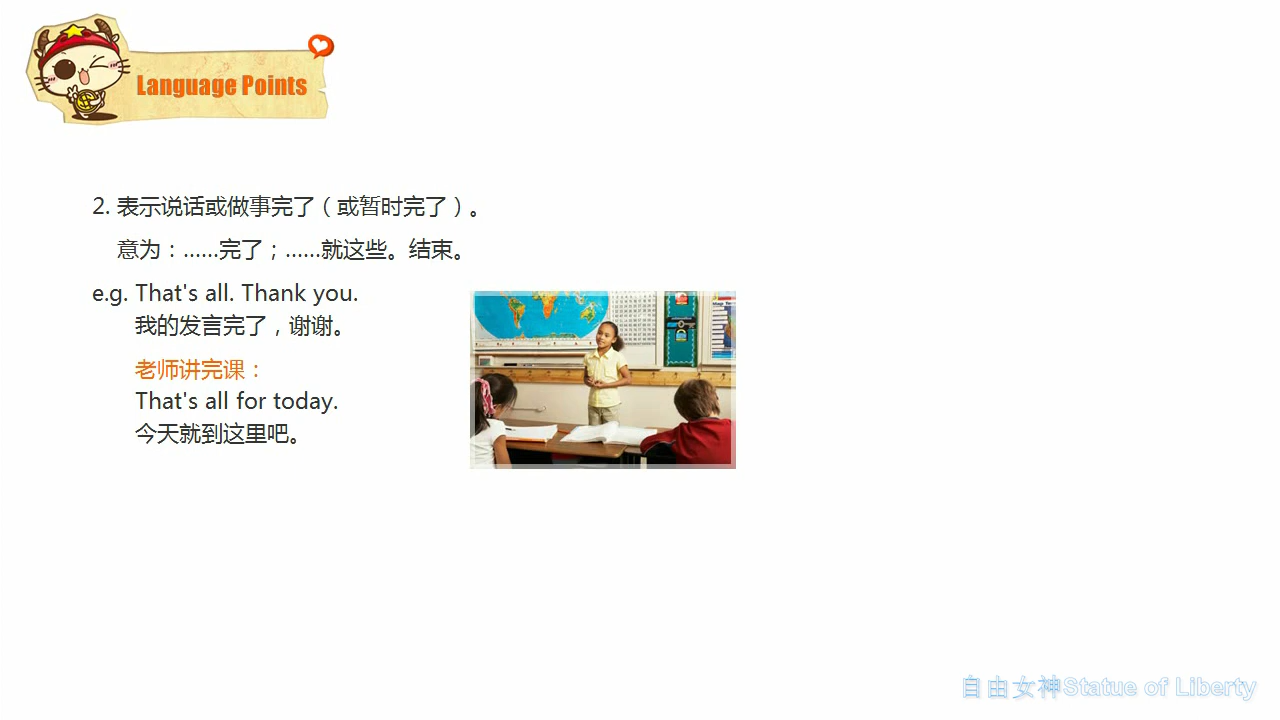 Language Points
2. 表示说话或做事完了（或暂时完了）。
意为：……完了；……就这些。结束。
e.g. That's all. Thank you.
我的发言完了，谢谢。
老师讲完课：
That's all for today.
今天就到这里吧。
自由女神Statue of Liberty